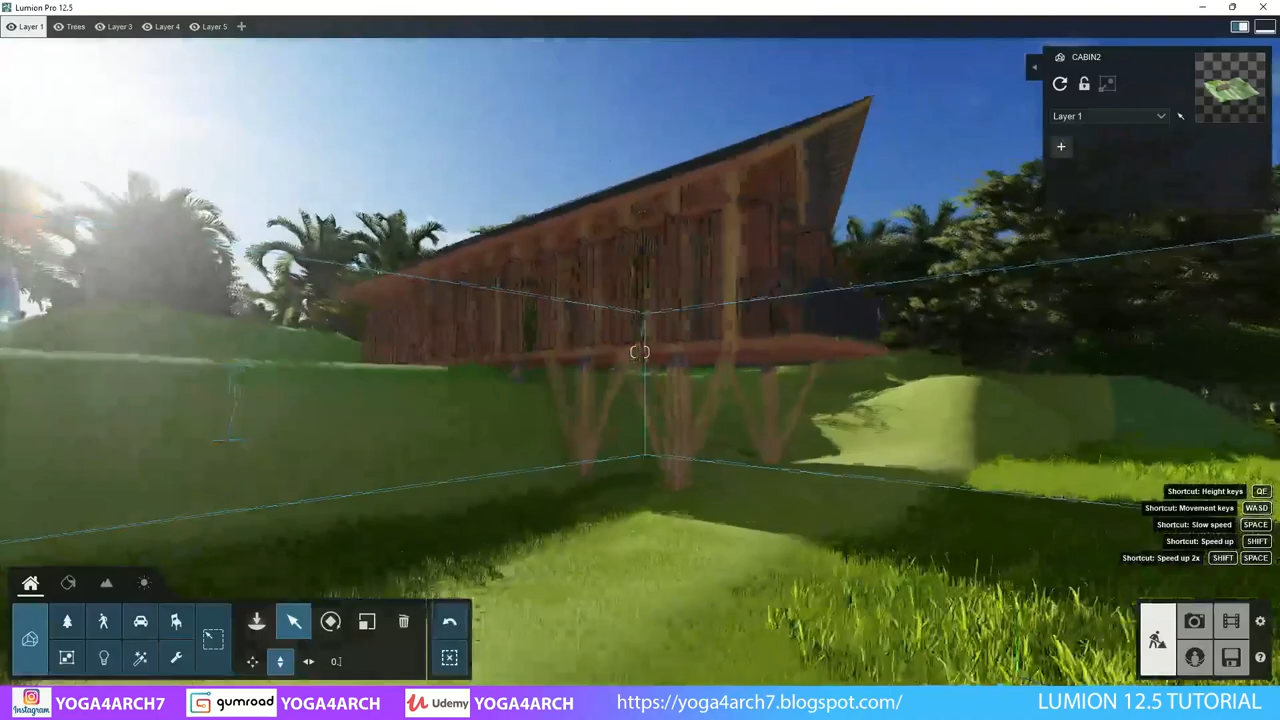 Lumion Pro 12.5
Layer 1
Trees
Layer 3
Layer 4
Layer 5
CABIN2
Layer 1
Shortcut: Height keys QE
Shortcut: Movement keys WASD
Shortcut: Slow speed SPACE
Shortcut: Speed up SHIFT
Shortcut: Speed up 2x SHIFT SPACE
Instagram YOGA4ARCH7 gumroad YOGA4ARCH Udemy YOGA4ARCH https://yoga4arch7.blogspot.com/ LUMION 12.5 TUTORIAL